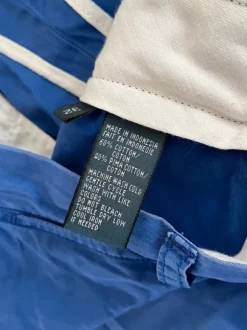 MADE IN INDONESIA
FAIT EN INDONESIE
60% COTTON/
COTON
40% PIMA COTTON/
COTON
MACHINE WASH COLD
GENTLE CYCLE
WASH WITH LIKE
COLORS
DO NOT BLEACH
TUMBLE DRY LOW
COOL IRON
IF NEEDED